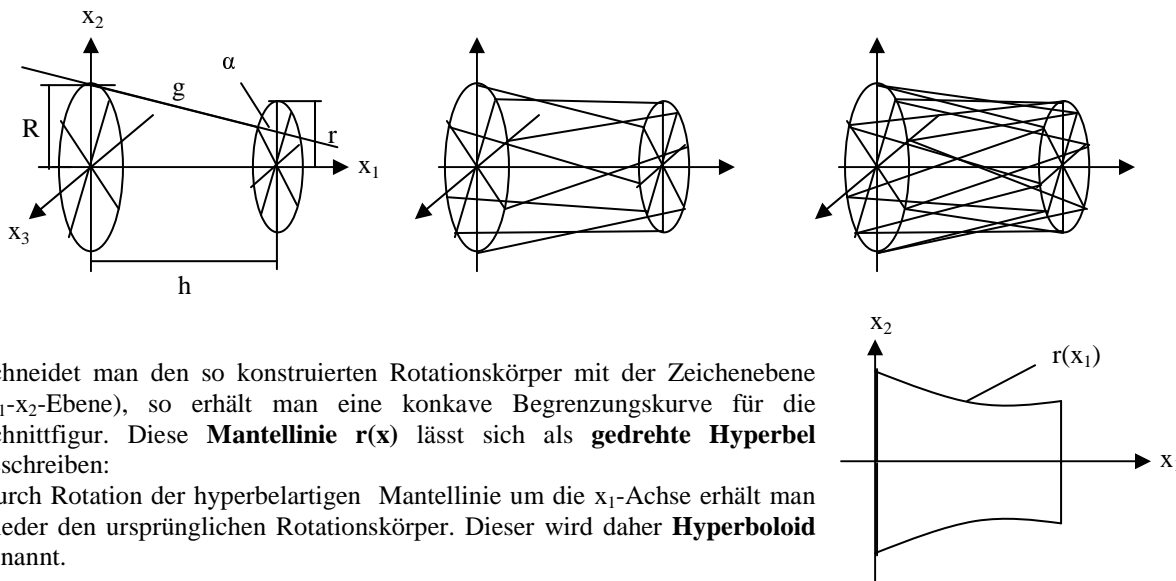 x₂
α
g
R
r
x₁
x₃
h
x₂
r(x₁)
chneidet man den so konstruierten Rotationskörper mit der Zeichenebene
₁-x₂-Ebene), so erhält man eine konkave Begrenzungskurve für die
chnittfigur. Diese Mantellinie r(x) lässt sich als gedrehte Hyperbel
schreiben:
urch Rotation der hyperbelartigen Mantellinie um die x₁-Achse erhält man
ieder den ursprünglichen Rotationskörper. Dieser wird daher Hyperboloid
nannt.
x